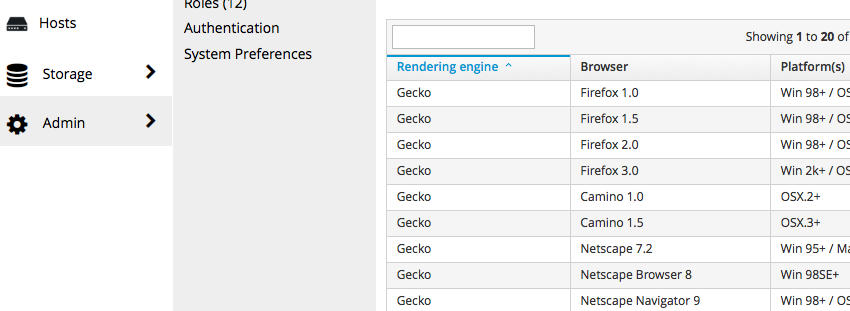 Hosts
Storage
Admin
Roles (12)
Authentication
System Preferences
Showing 1 to 20 of
Rendering engine Browser Platform(s)
Gecko Firefox 1.0 Win 98+ / OS
Gecko Firefox 1.5 Win 98+ / OS
Gecko Firefox 2.0 Win 98+ / OS
Gecko Firefox 3.0 Win 2k+ / OS
Gecko Camino 1.0 OSX.2+
Gecko Camino 1.5 OSX.3+
Gecko Netscape 7.2 Win 95+ / Ma
Gecko Netscape Browser 8 Win 98SE+
Gecko Netscape Navigator 9 Win 98+ / OS